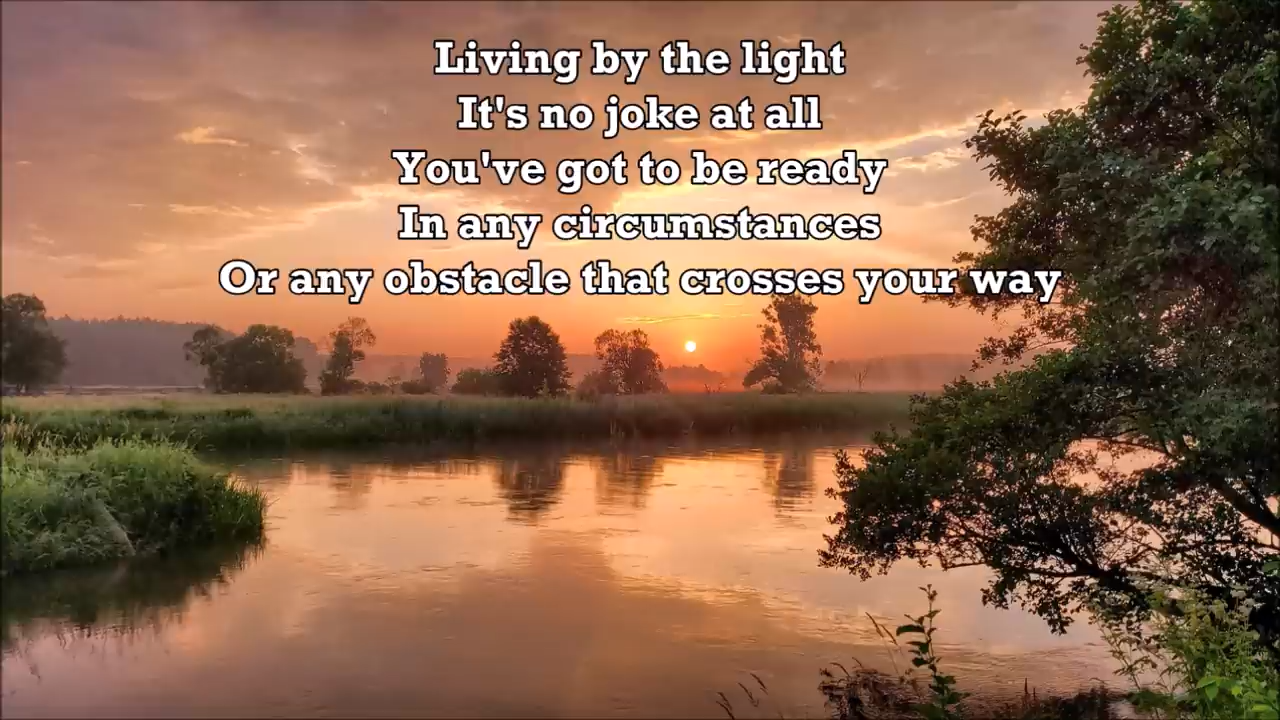 Living by the light
It's no joke at all
You've got to be ready
In any circumstances
Or any obstacle that crosses your way